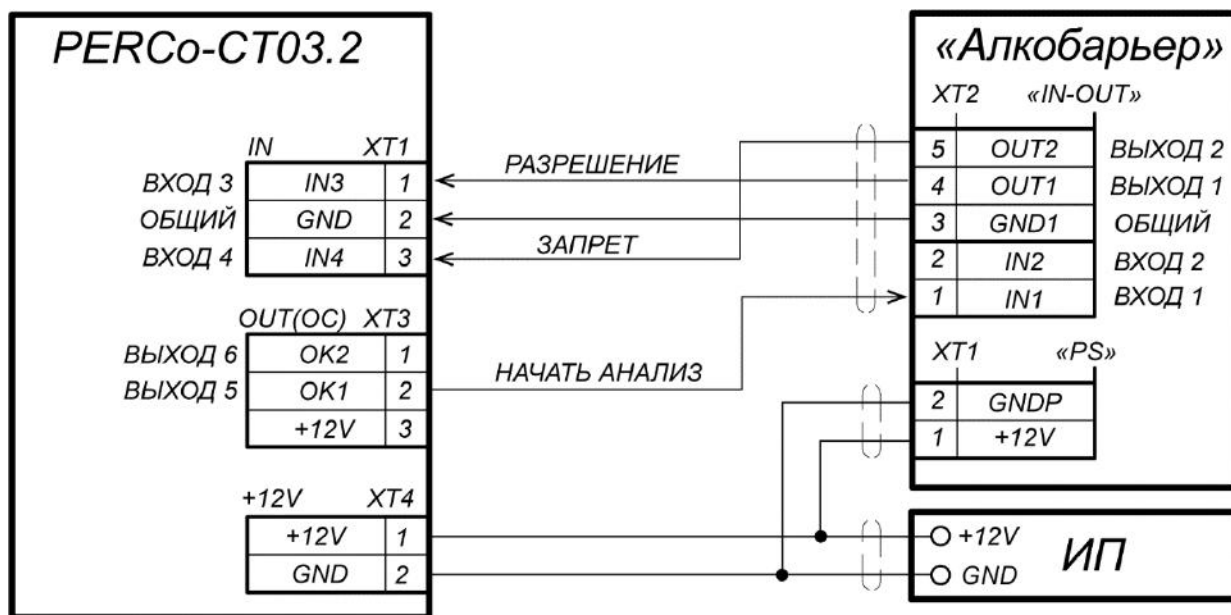 PERCo-CT03.2
IN XT1
ВХОД 3 IN3 1
ОБЩИЙ GND 2
ВХОД 4 IN4 3
OUT(OC) XT3
ВЫХОД 6 OK2 1
ВЫХОД 5 OK1 2
+12V 3
+12V XT4
+12V 1
GND 2
РАЗРЕШЕНИЕ
ЗАПРЕТ
НАЧАТЬ АНАЛИЗ
«Алкобарьер»
XT2 «IN-OUT»
5 OUT2 ВЫХОД 2
4 OUT1 ВЫХОД 1
3 GND1 ОБЩИЙ
2 IN2 ВХОД 2
1 IN1 ВХОД 1
XT1 «PS»
2 GNDP
1 +12V
+12V
GND
ИП